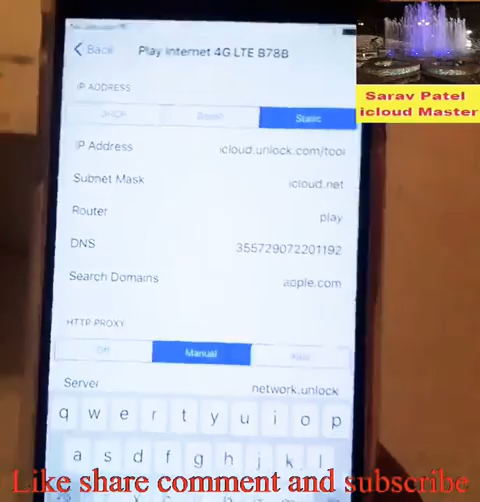 Back
Play Internet 4G LTE B78B
Sarav Patel
icloud Master
IP ADDRESS
DHCP BootP Static
IP Address icloud.unlock.com/tool
Subnet Mask icloud.net
Router play
DNS 355729072201192
Search Domains apple.com
HTTP PROXY
Off Manual Auto
Server network.unlock
q w e r t y u i o p
a s d f g h j k l
Like share comment and subscribe